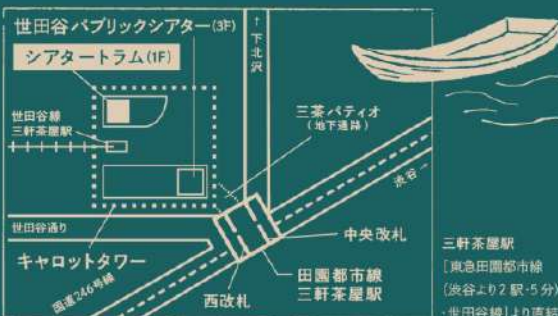 世田谷パブリックシアター(3F)
シアタートラム(1F)
↑下北沢
世田谷線
三軒茶屋駅
三茶パティオ
(地下通路)
渋谷→
世田谷通り
キャロットタワー
国道246号線
中央改札
田園都市線
三軒茶屋駅
西改札
三軒茶屋駅
[東急田園都市線
(渋谷より2駅・5分)
・世田谷線]より直結